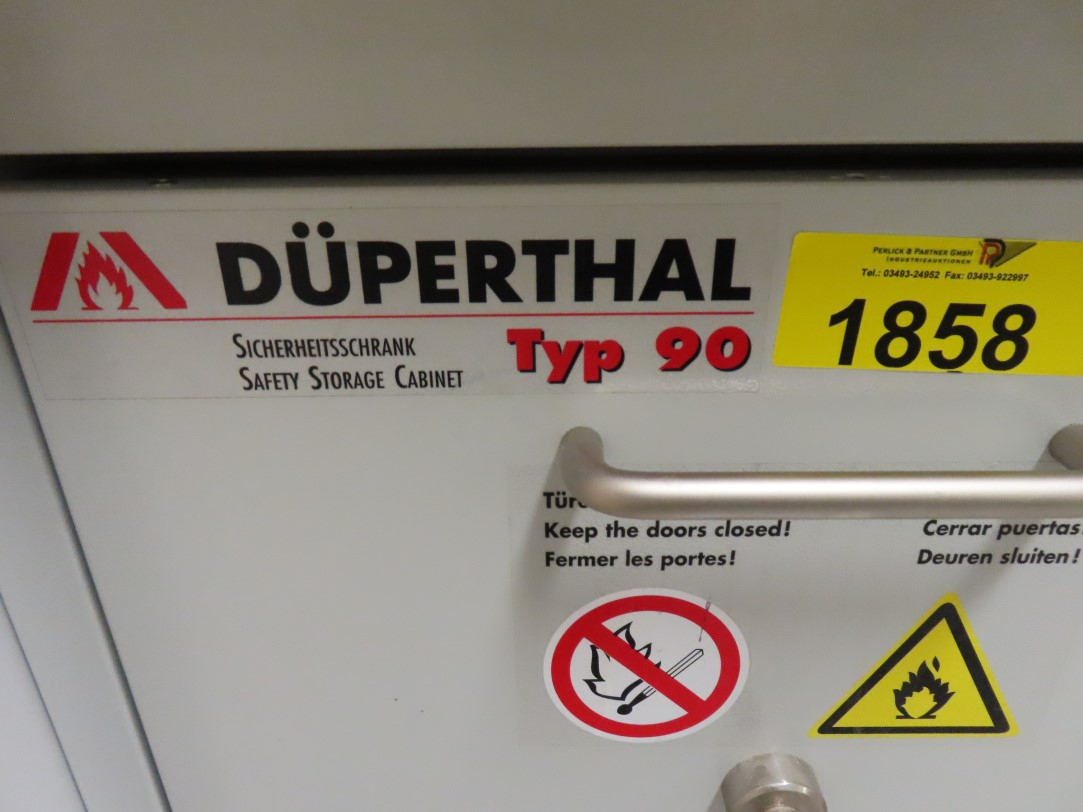 DÜPERTHAL
SICHERHEITSSCHRANK
SAFETY STORAGE CABINET
Typ 90
PERLICK & PARTNER GMBH
INDUSTRIEAUKTIONEN
Tel.: 03493-24952 Fax: 03493-922997
1858
Keep the doors closed!
Fermer les portes!
Cerrar puertas!
Deuren sluiten!